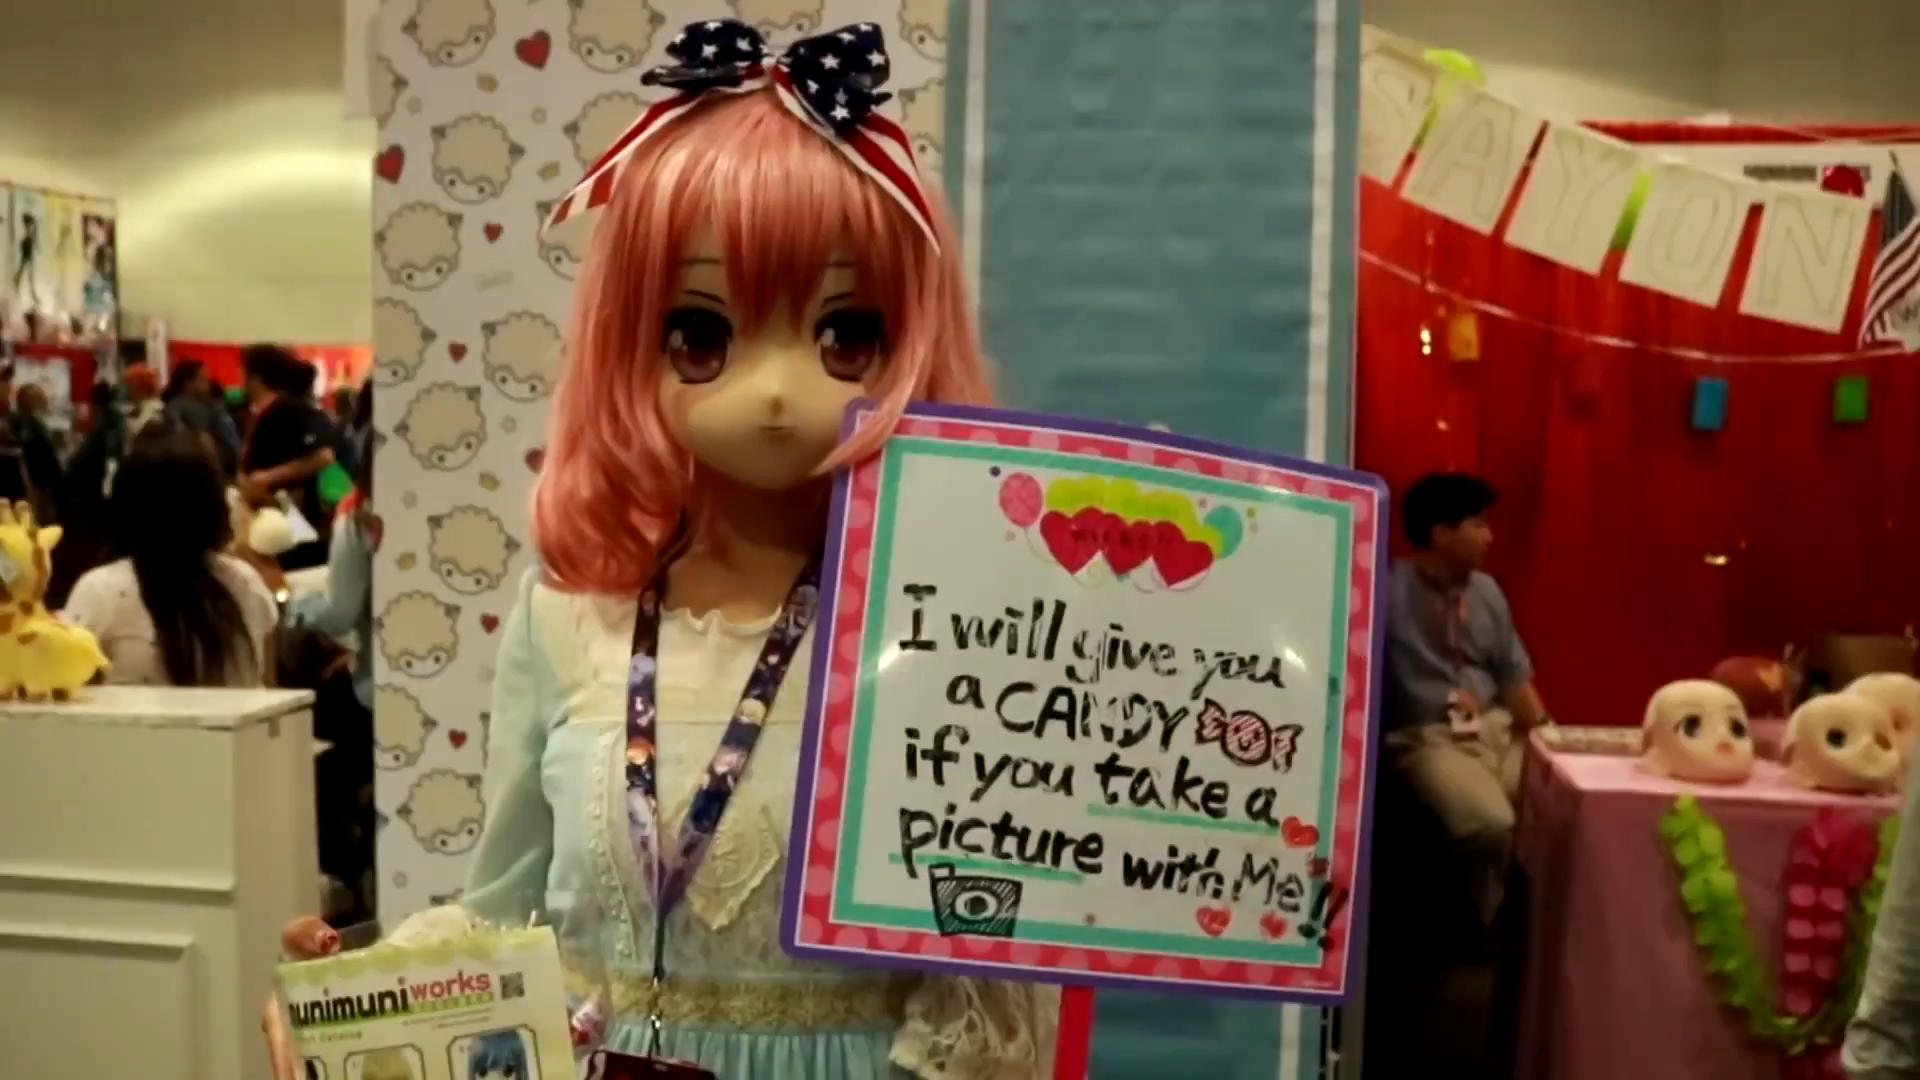 SAYON
I will give you
a CANDY
if you take a
picture with Me!!
munimuniworks